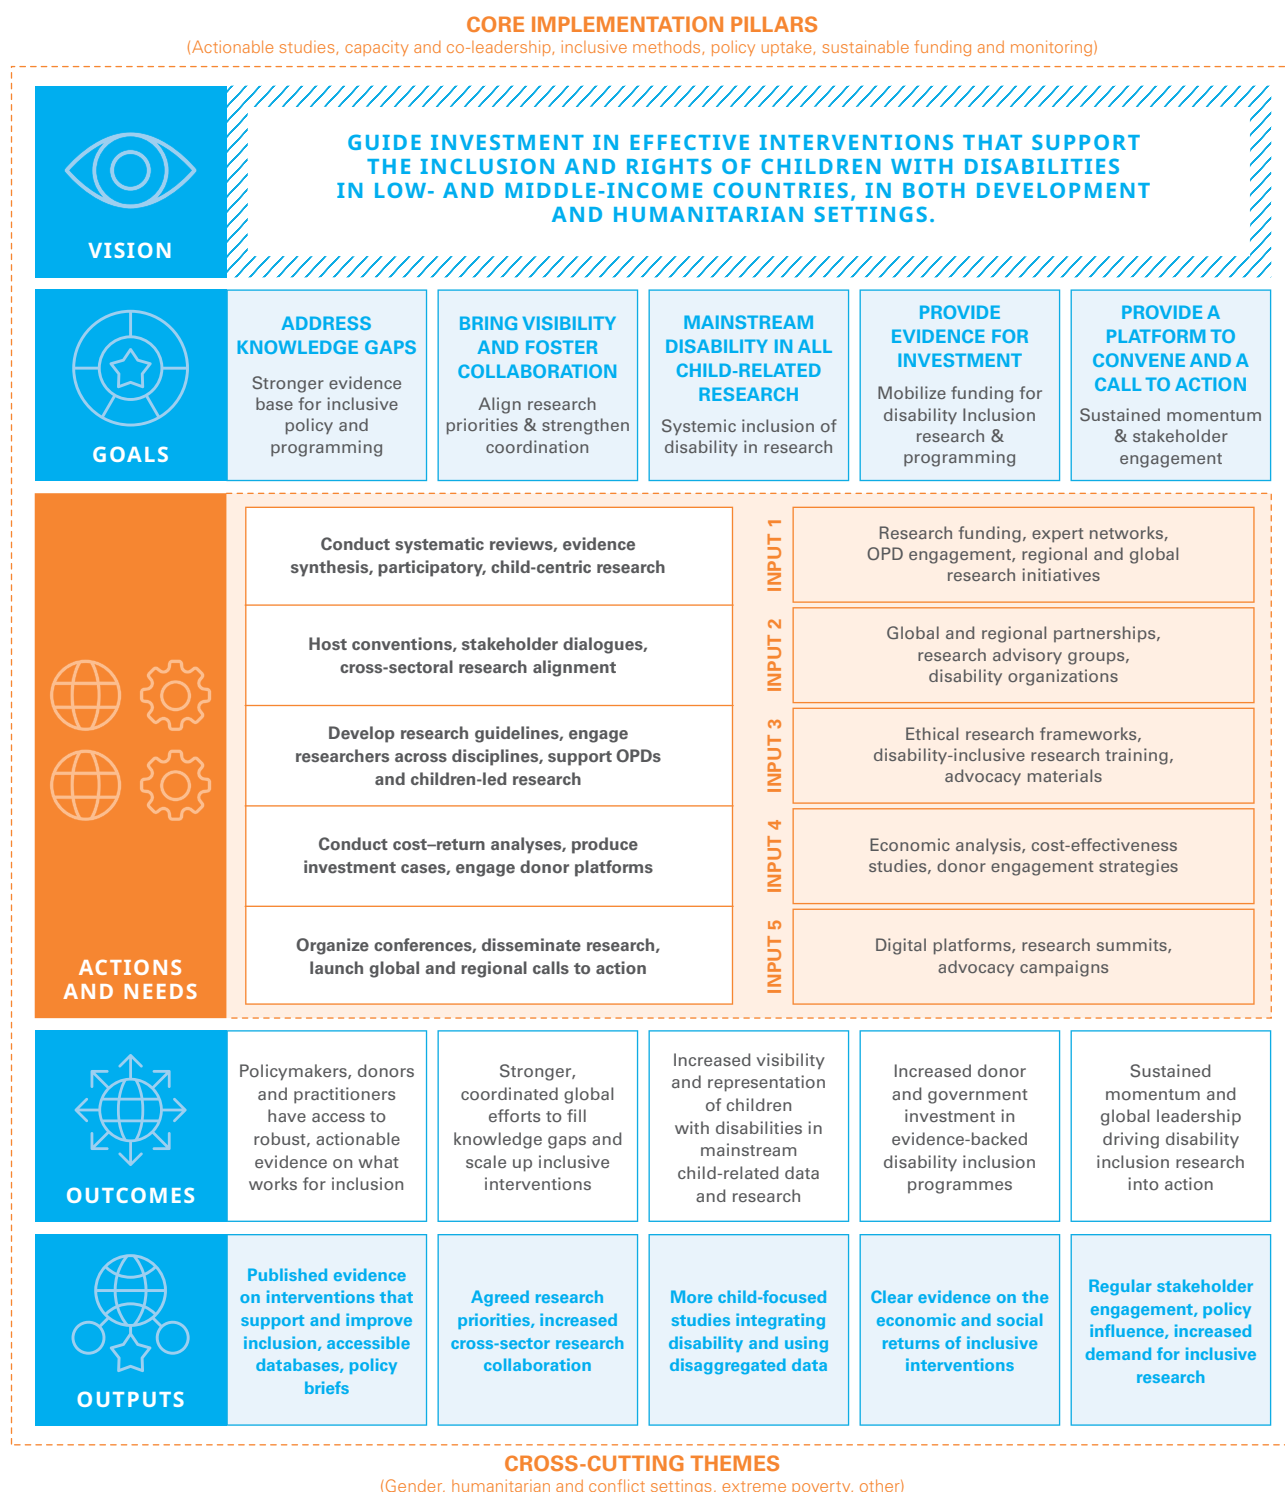 CORE IMPLEMENTATION PILLARS
(Actionable studies, capacity and co-leadership, inclusive methods, policy uptake, sustainable funding and monitoring)
VISION
GUIDE INVESTMENT IN EFFECTIVE INTERVENTIONS THAT SUPPORT
THE INCLUSION AND RIGHTS OF CHILDREN WITH DISABILITIES
IN LOW- AND MIDDLE-INCOME COUNTRIES, IN BOTH DEVELOPMENT
AND HUMANITARIAN SETTINGS.
GOALS
ADDRESS
KNOWLEDGE GAPS
Stronger evidence
base for inclusive
policy and
programming
BRING VISIBILITY
AND FOSTER
COLLABORATION
Align research
priorities & strengthen
coordination
MAINSTREAM
DISABILITY IN ALL
CHILD-RELATED
RESEARCH
Systemic inclusion of
disability in research
PROVIDE
EVIDENCE FOR
INVESTMENT
Mobilize funding for
disability Inclusion
research &
programming
PROVIDE A
PLATFORM TO
CONVENE AND A
CALL TO ACTION
Sustained momentum
& stakeholder
engagement
ACTIONS
AND NEEDS
Conduct systematic reviews, evidence
synthesis, participatory, child-centric research
INPUT 1
Research funding, expert networks,
OPD engagement, regional and global
research initiatives
Host conventions, stakeholder dialogues,
cross-sectoral research alignment
INPUT 2
Global and regional partnerships,
research advisory groups,
disability organizations
Develop research guidelines, engage
researchers across disciplines, support OPDs
and children-led research
INPUT 3
Ethical research frameworks,
disability-inclusive research training,
advocacy materials
Conduct cost–return analyses, produce
investment cases, engage donor platforms
INPUT 4
Economic analysis, cost-effectiveness
studies, donor engagement strategies
Organize conferences, disseminate research,
launch global and regional calls to action
INPUT 5
Digital platforms, research summits,
advocacy campaigns
OUTCOMES
Policymakers, donors
and practitioners
have access to
robust, actionable
evidence on what
works for inclusion
Stronger,
coordinated global
efforts to fill
knowledge gaps and
scale up inclusive
interventions
Increased visibility
and representation
of children
with disabilities in
mainstream
child-related data
and research
Increased donor
and government
investment in
evidence-backed
disability inclusion
programmes
Sustained
momentum and
global leadership
driving disability
inclusion research
into action
OUTPUTS
Published evidence
on interventions that
support and improve
inclusion, accessible
databases, policy
briefs
Agreed research
priorities, increased
cross-sector research
collaboration
More child-focused
studies integrating
disability and using
disaggregated data
Clear evidence on the
economic and social
returns of inclusive
interventions
Regular stakeholder
engagement, policy
influence, increased
demand for inclusive
research
CROSS-CUTTING THEMES
(Gender, humanitarian and conflict settings, extreme poverty, other)